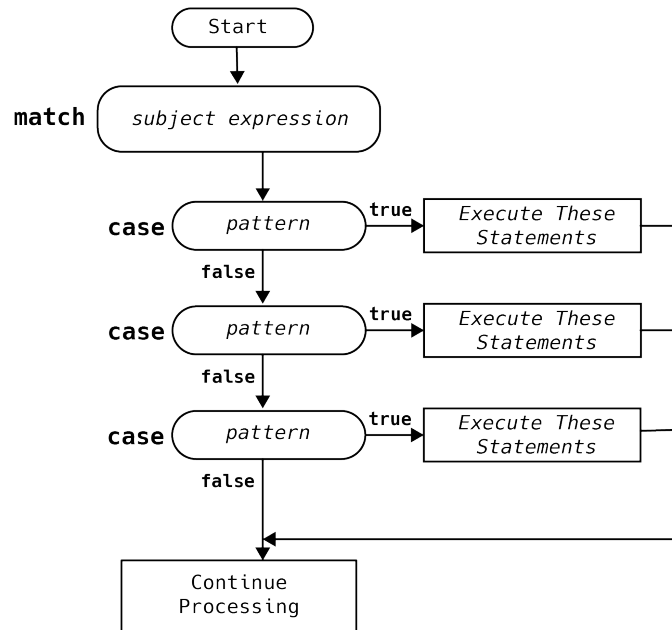 Start
match
subject expression
case
pattern
true
Execute These
Statements
false
case
pattern
true
Execute These
Statements
false
case
pattern
true
Execute These
Statements
false
Continue
Processing